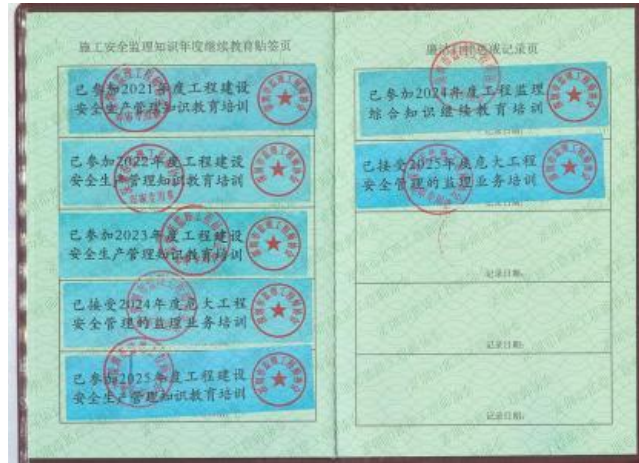 施工安全监理知识年度继续教育贴签页
已参加2021年度工程建设
安全生产管理知识教育培训
已参加2022年度工程建设
安全生产管理知识教育培训
已参加2023年度工程建设
安全生产管理知识教育培训
已接受2024年度危大工程
安全管理的监理业务培训
已参加2025年度工程建设
安全生产管理知识教育培训
已参加2024年度工程监理
综合知识继续教育培训
已接受2025年度危大工程
安全管理的监理业务培训
记录日期:
记录日期:
记录日期: